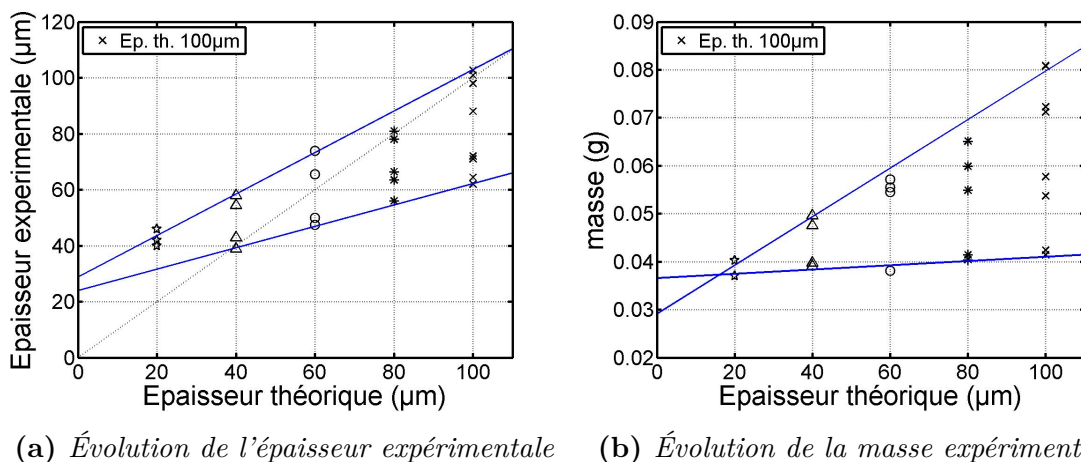 120
100
80
60
40
20
0
0 20 40 60 80 100
Epaisseur experimentale (µm)
Epaisseur théorique (µm)
× Ep. th. 100µm
0.09
0.08
0.07
0.06
0.05
0.04
0.03
0.02
0 20 40 60 80 100
masse (g)
Epaisseur théorique (µm)
× Ep. th. 100µm
(a) Évolution de l'épaisseur expérimentale
(b) Évolution de la masse expériment